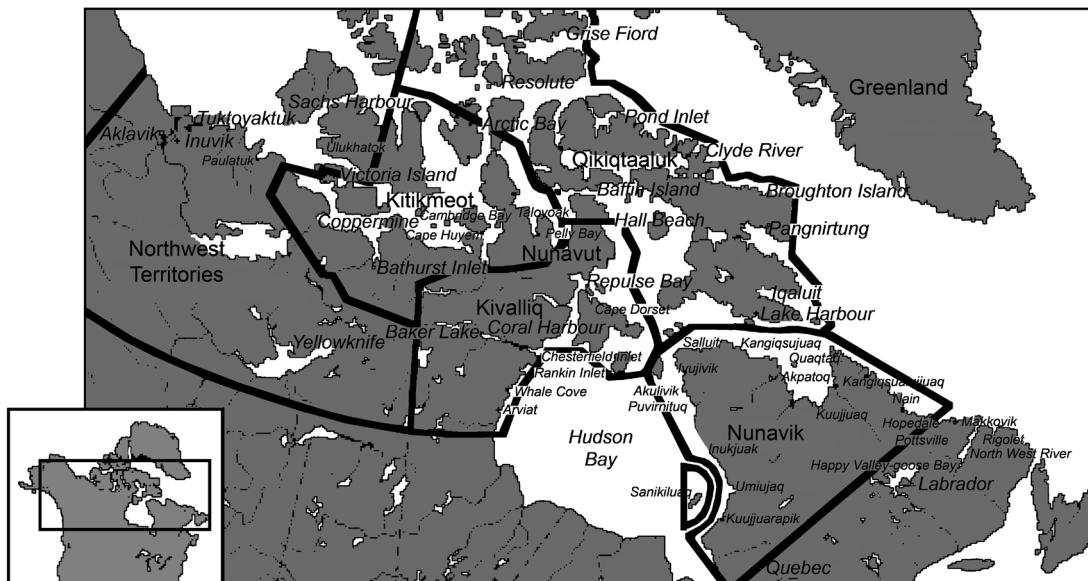 Grise Fiord
Resolute
Greenland
Sachs Harbour
Tuktoyaktuk
Aklavik
Inuvik
Paulatuk
Ulukhatok
Arctic Bay
Pond Inlet
Clyde River
Qikiqtaaluk
Victoria Island
Kitikmeot
Baffin Island
Broughton Island
Coppermine
Cambridge Bay
Taloyoak
Hall Beach
Pangnirtung
Cape Huyem
Pelly Bay
Northwest
Territories
Nunavut
Bathurst Inlet
Repulse Bay
Iqaluit
Kivalliq
Cape Dorset
Lake Harbour
Yellowknife
Baker Lake
Coral Harbour
Salluit
Kangiqsujuaq
Quaqtaq
Chesterfield Inlet
Ivujivik
Rankin Inlet
Akpatoq
Kangiqsualujjuaq
Whale Cove
Akulivik
Nain
Arviat
Puvirnituq
Kuujjuaq
Hopedale
Makkovik
Hudson
Bay
Nunavik
Pottsville
Rigolet
Inukjuak
North West River
Happy Valley-goose Bay
Sanikiluaq
Umiujaq
Labrador
Kuujjuarapik
Quebec